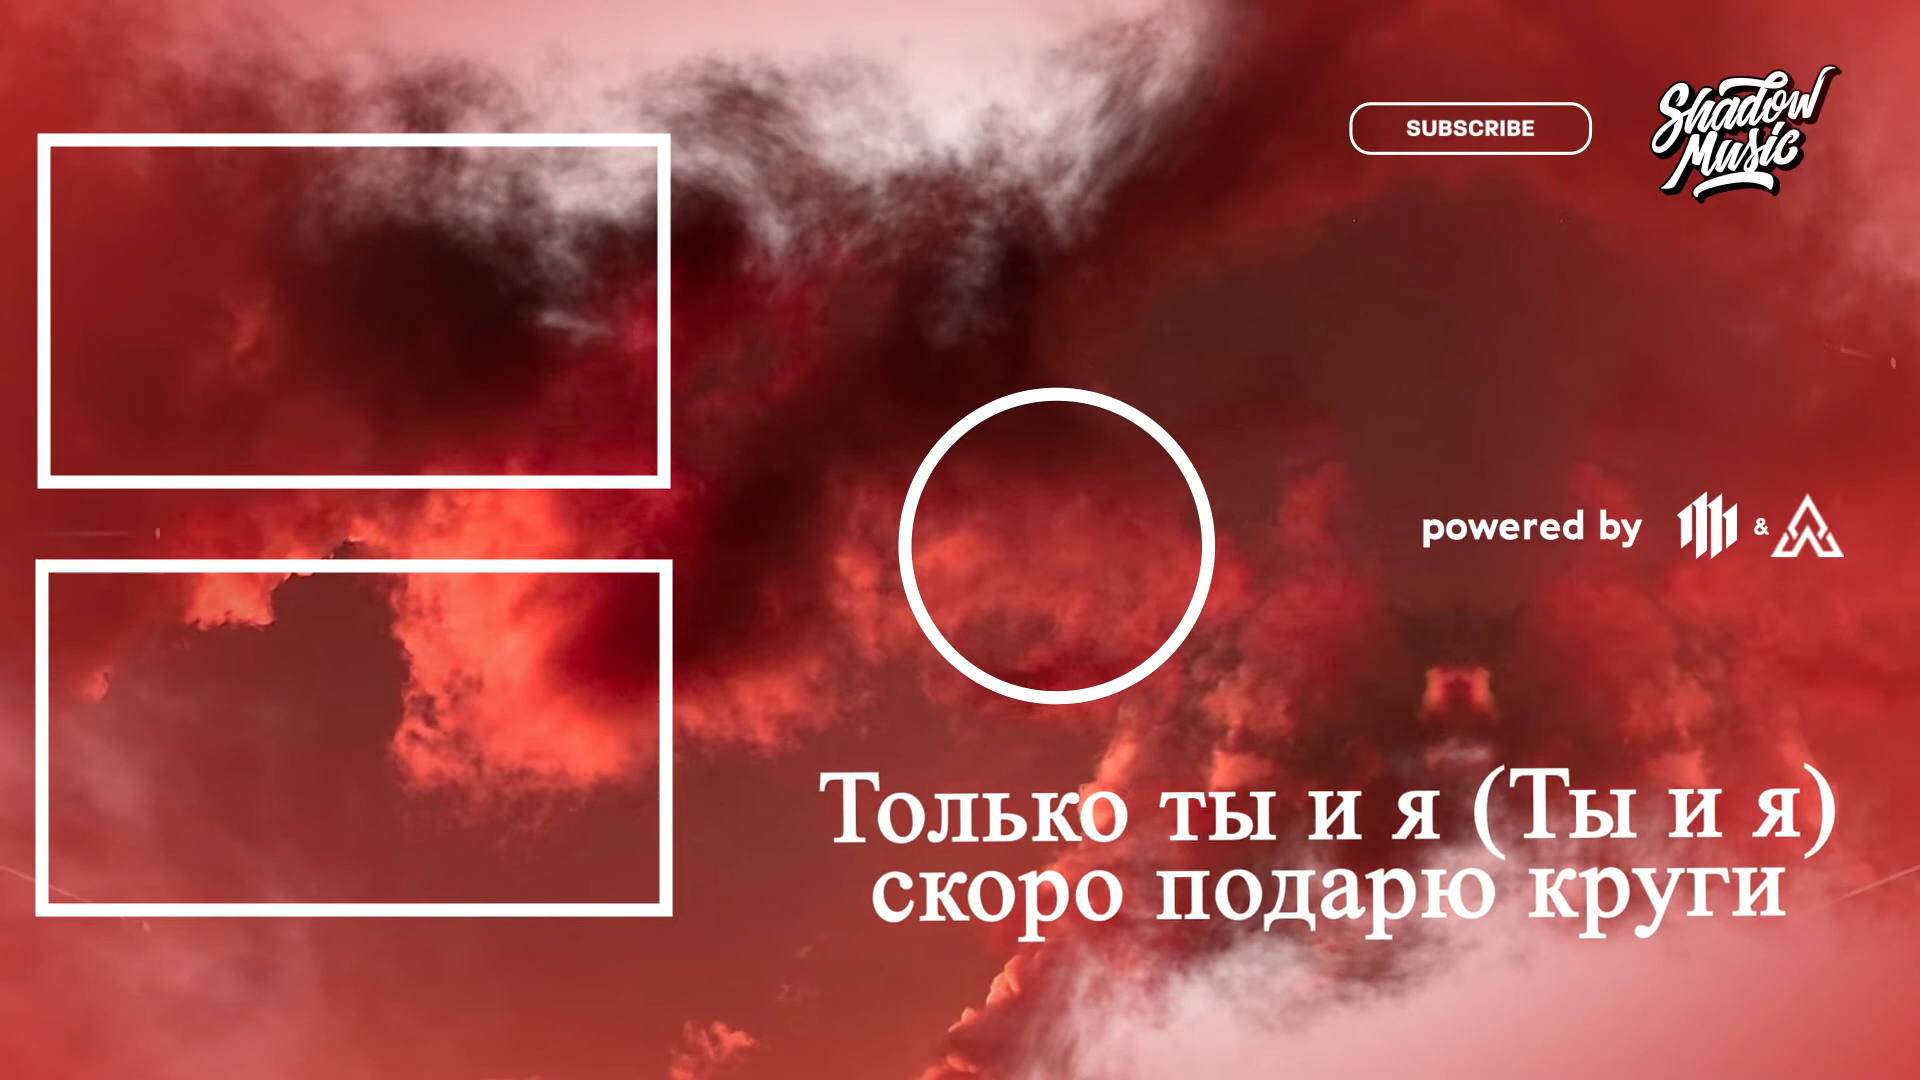 SUBSCRIBE
Shadow
Music
powered by
&
Только ты и я (Ты и я)
скоро подарю круги